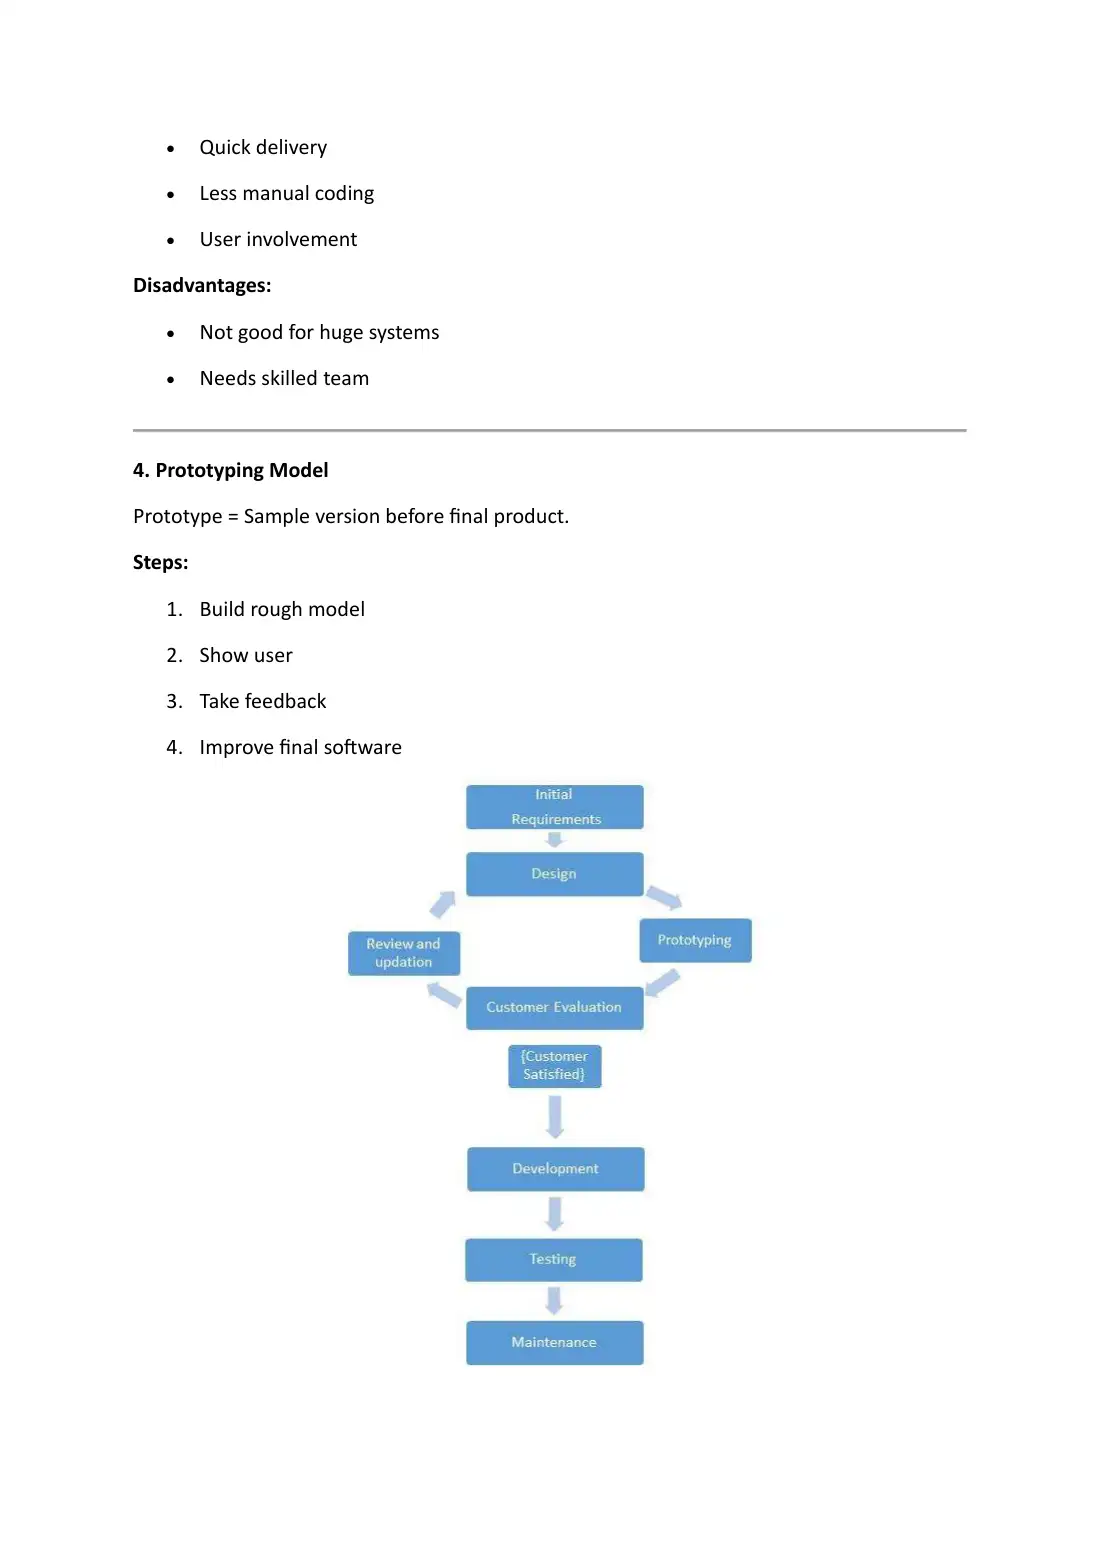 • Quick delivery
• Less manual coding
• User involvement
Disadvantages:
• Not good for huge systems
• Needs skilled team
4. Prototyping Model
Prototype = Sample version before final product.
Steps:
1. Build rough model
2. Show user
3. Take feedback
4. Improve final software
Initial
Requirements
Design
Prototyping
Review and
updation
Customer Evaluation
{Customer
Satisfied}
Development
Testing
Maintenance